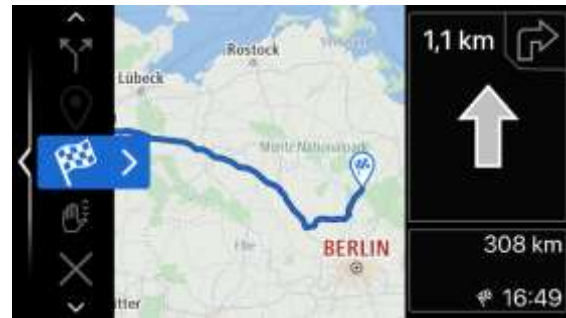 1,1 km
Rostock
Lübeck
Müritz-Nationalpark
BERLIN
308 km
16:49